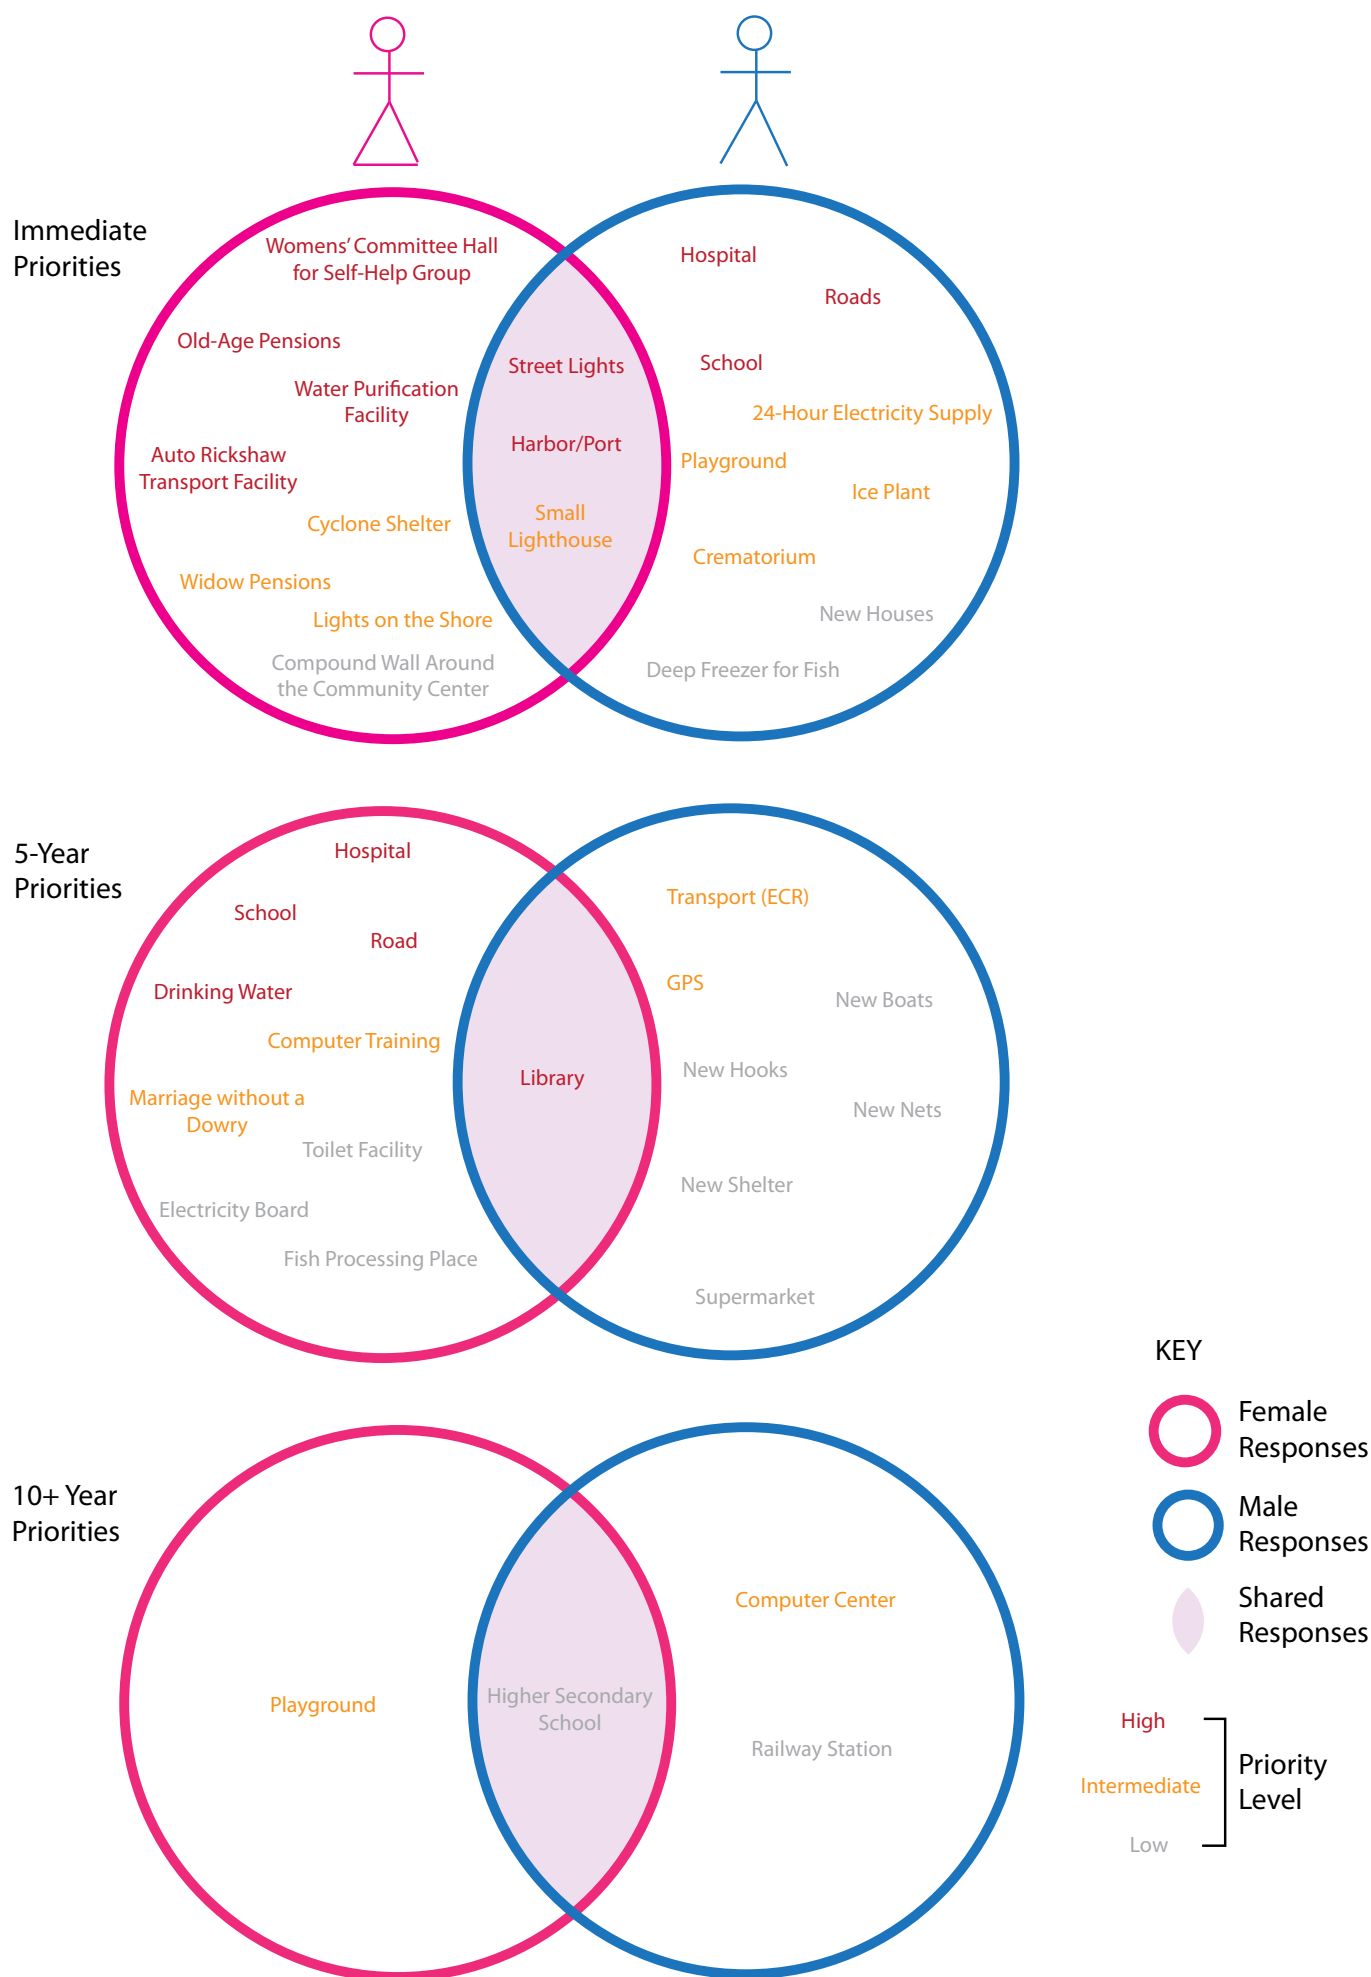 Immediate
Priorities
Womens' Committee Hall
for Self-Help Group
Old-Age Pensions
Water Purification
Facility
Auto Rickshaw
Transport Facility
Cyclone Shelter
Widow Pensions
Lights on the Shore
Compound Wall Around
the Community Center
Street Lights
Harbor/Port
Small
Lighthouse
Hospital
Roads
School
24-Hour Electricity Supply
Playground
Ice Plant
Crematorium
New Houses
Deep Freezer for Fish
5-Year
Priorities
Hospital
School
Road
Drinking Water
Computer Training
Marriage without a
Dowry
Toilet Facility
Electricity Board
Fish Processing Place
Library
Transport (ECR)
GPS
New Boats
New Hooks
New Nets
New Shelter
Supermarket
10+ Year
Priorities
Playground
Higher Secondary
School
Computer Center
Railway Station
KEY
Female
Responses
Male
Responses
Shared
Responses
High
Intermediate
Low
Priority
Level